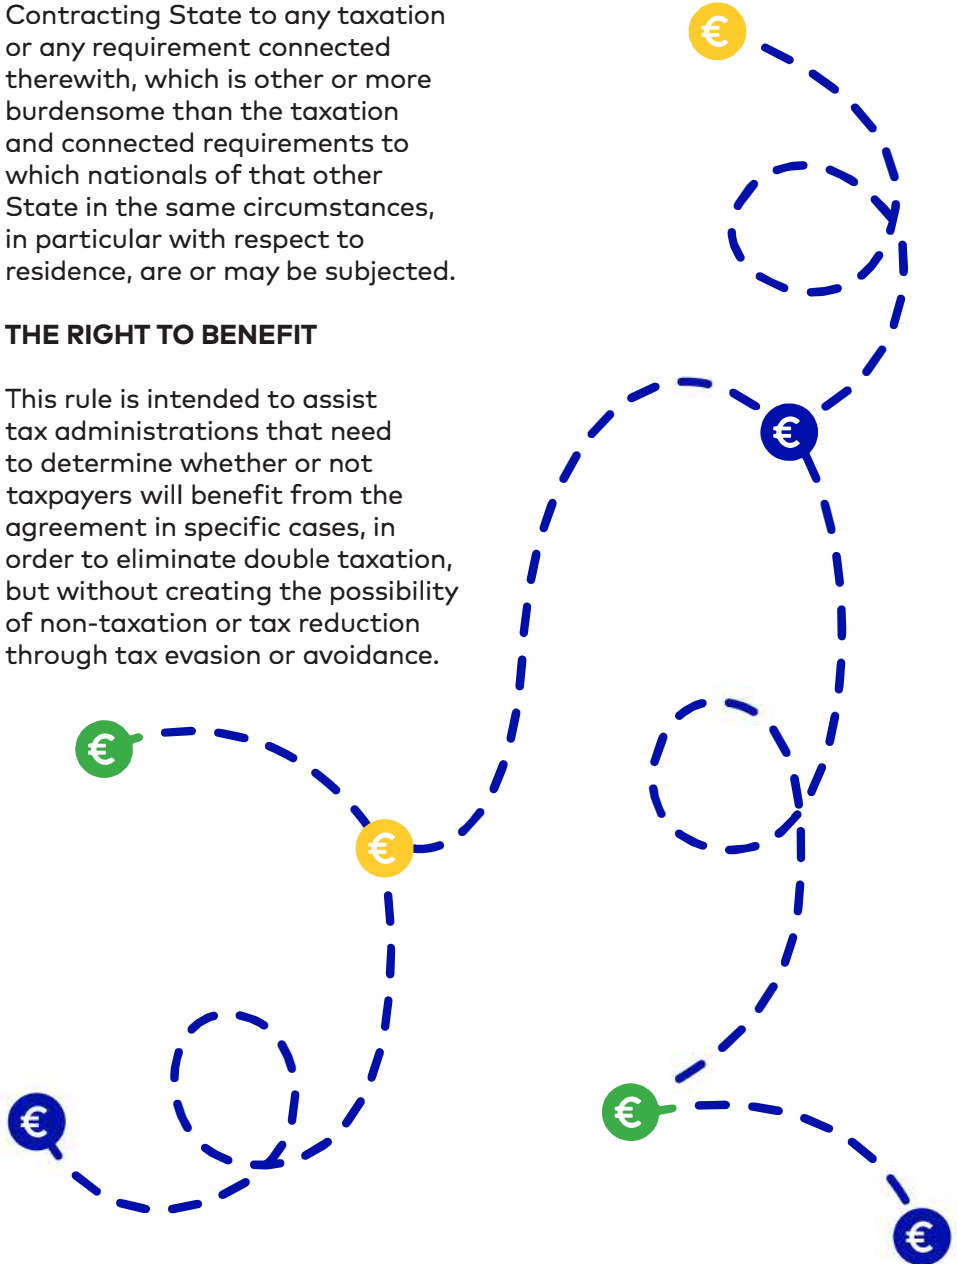 Contracting State to any taxation
or any requirement connected
therewith, which is other or more
burdensome than the taxation
and connected requirements to
which nationals of that other
State in the same circumstances,
in particular with respect to
residence, are or may be subjected.
THE RIGHT TO BENEFIT
This rule is intended to assist
tax administrations that need
to determine whether or not
taxpayers will benefit from the
agreement in specific cases, in
order to eliminate double taxation,
but without creating the possibility
of non-taxation or tax reduction
through tax evasion or avoidance.
€
€
€
€
€
€
€